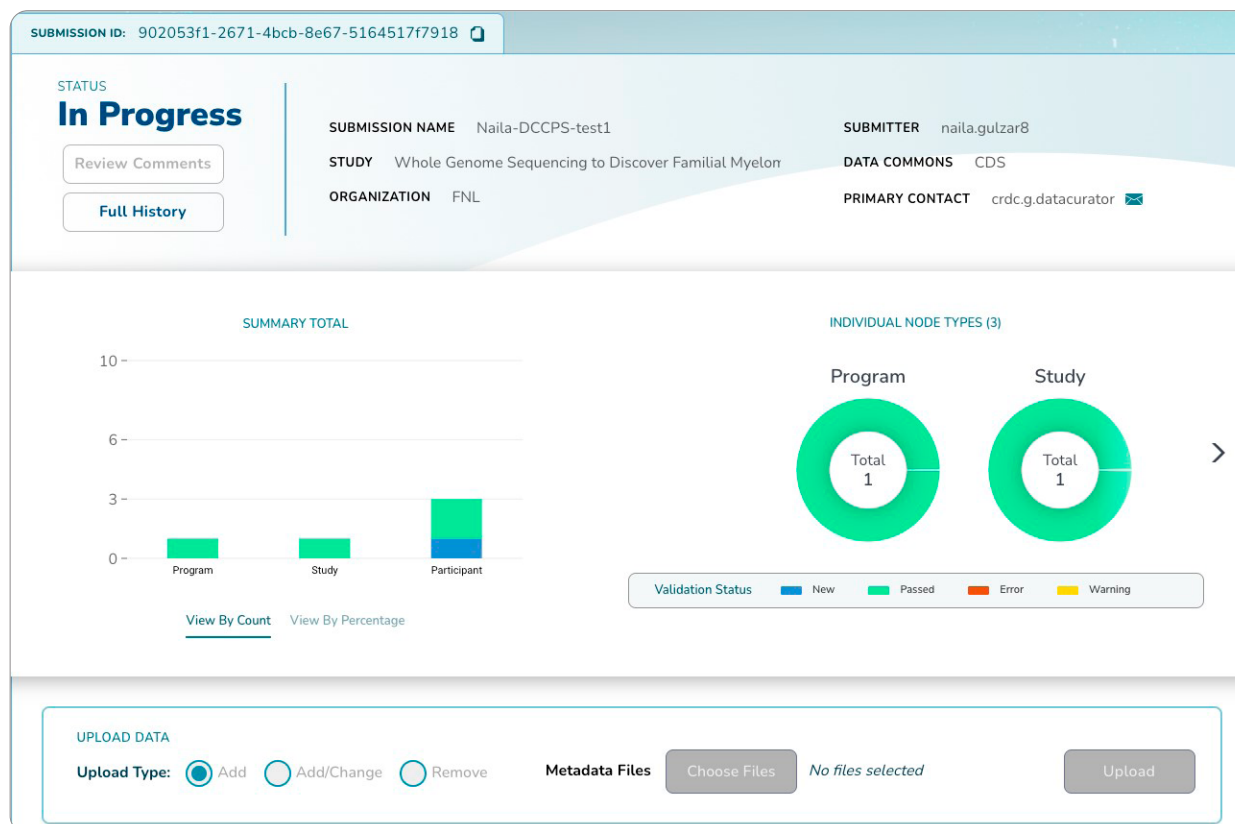 SUBMISSION ID: 902053f1-2671-4bcb-8e67-5164517f7918
STATUS
In Progress
Review Comments
Full History
SUBMISSION NAME Naila-DCCPS-test1
STUDY Whole Genome Sequencing to Discover Familial Myelom
ORGANIZATION FNL
SUBMITTER naila.gulzar8
DATA COMMONS CDS
PRIMARY CONTACT crdc.g.datacurator
SUMMARY TOTAL
10
6
3
0
Program Study Participant
View By Count View By Percentage
INDIVIDUAL NODE TYPES (3)
Program Study
Total Total
1 1
Validation Status New Passed Error Warning
UPLOAD DATA
Upload Type: Add Add/Change Remove Metadata Files Choose Files No files selected Upload